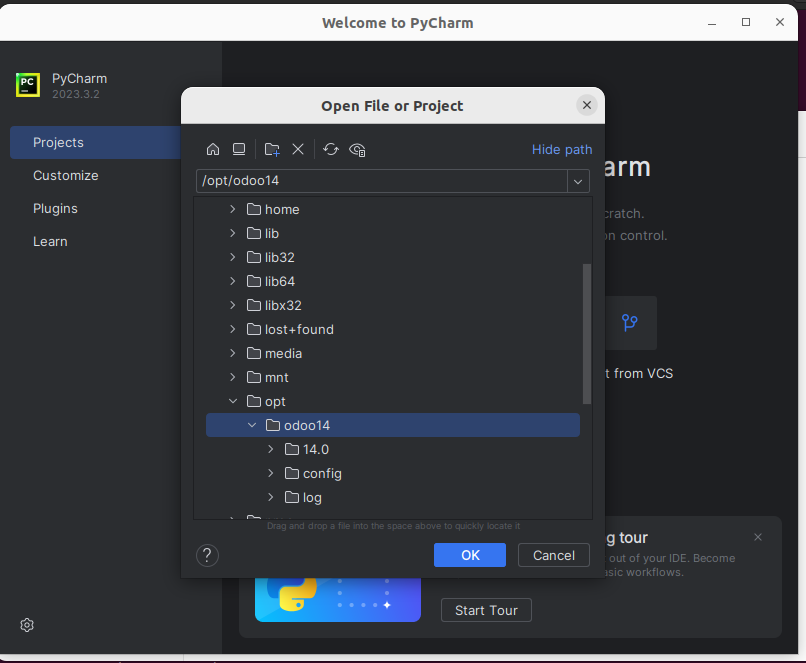 Welcome to PyCharm
PC
PyCharm
2023.3.2
Projects
Customize
Plugins
Learn
Open File or Project
Hide path
/opt/odoo14
home
lib
lib32
lib64
libx32
lost+found
media
mnt
opt
odoo14
14.0
config
log
Drag and drop a file into the space above to quickly locate it
?
OK
Cancel
arm
cratch.
on control.
t from VCS
g tour
out of your IDE. Become
asic workflows.
Start Tour